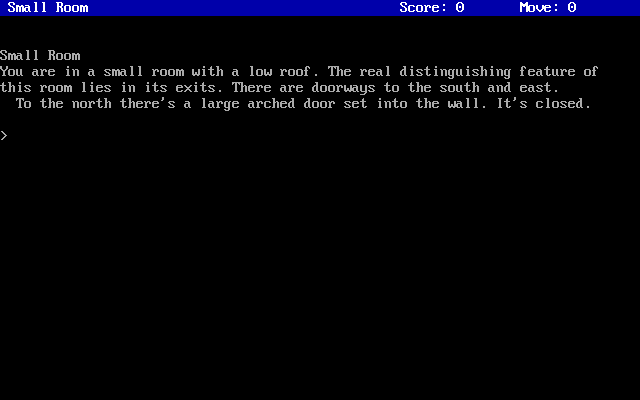 Small Room Score: 0 Move: 0
Small Room
You are in a small room with a low roof. The real distinguishing feature of
this room lies in its exits. There are doorways to the south and east.
To the north there's a large arched door set into the wall. It's closed.
>